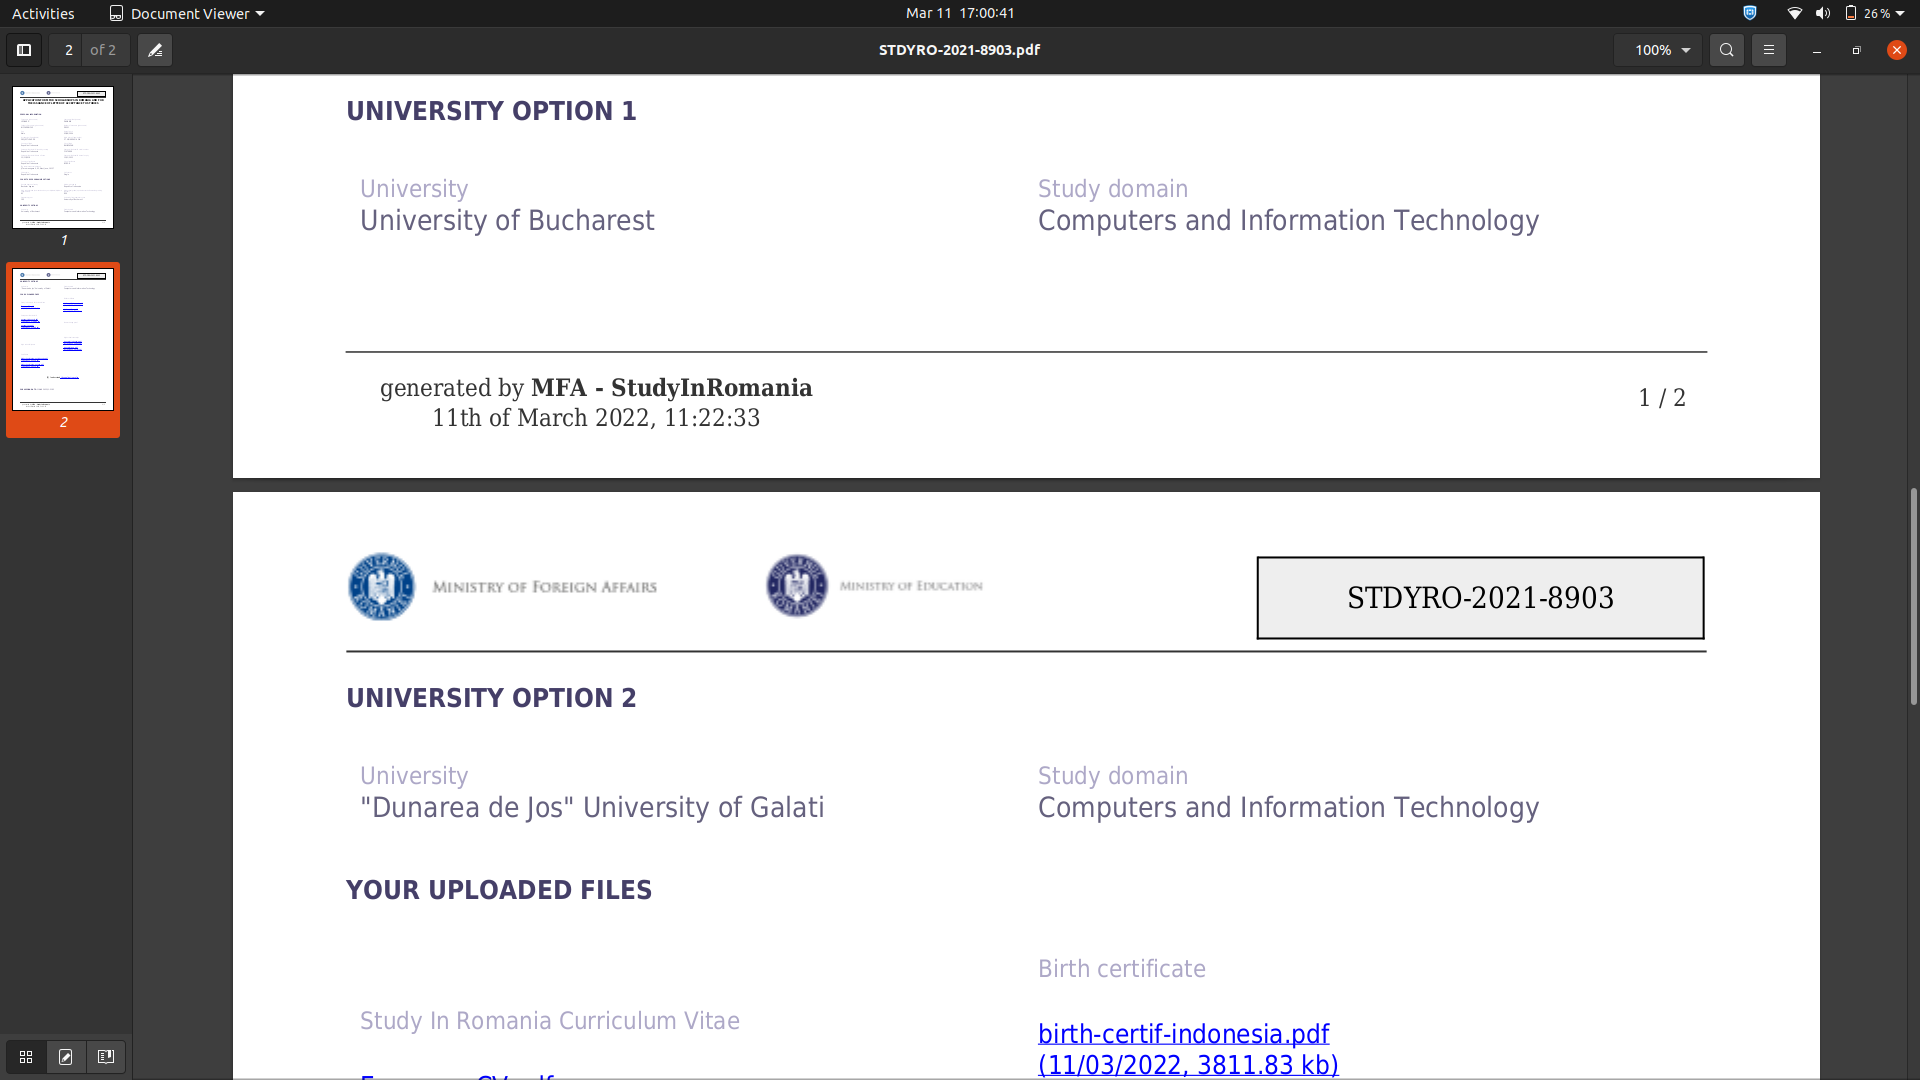 Activities
Document Viewer
Mar 11 17:00:41
26 %
2 of 2
STDYRO-2021-8903.pdf
100%
1
2
UNIVERSITY OPTION 1
University
Study domain
University of Bucharest
Computers and Information Technology
generated by MFA - StudyInRomania
11th of March 2022, 11:22:33
1 / 2
GUVERNUL ROMANIEI
MINISTRY OF FOREIGN AFFAIRS
GUVERNUL ROMANIEI
MINISTRY OF EDUCATION
STDYRO-2021-8903
UNIVERSITY OPTION 2
University
Study domain
"Dunarea de Jos" University of Galati
Computers and Information Technology
YOUR UPLOADED FILES
Birth certificate
Study In Romania Curriculum Vitae
birth-certif-indonesia.pdf
(11/03/2022, 3811.83 kb)